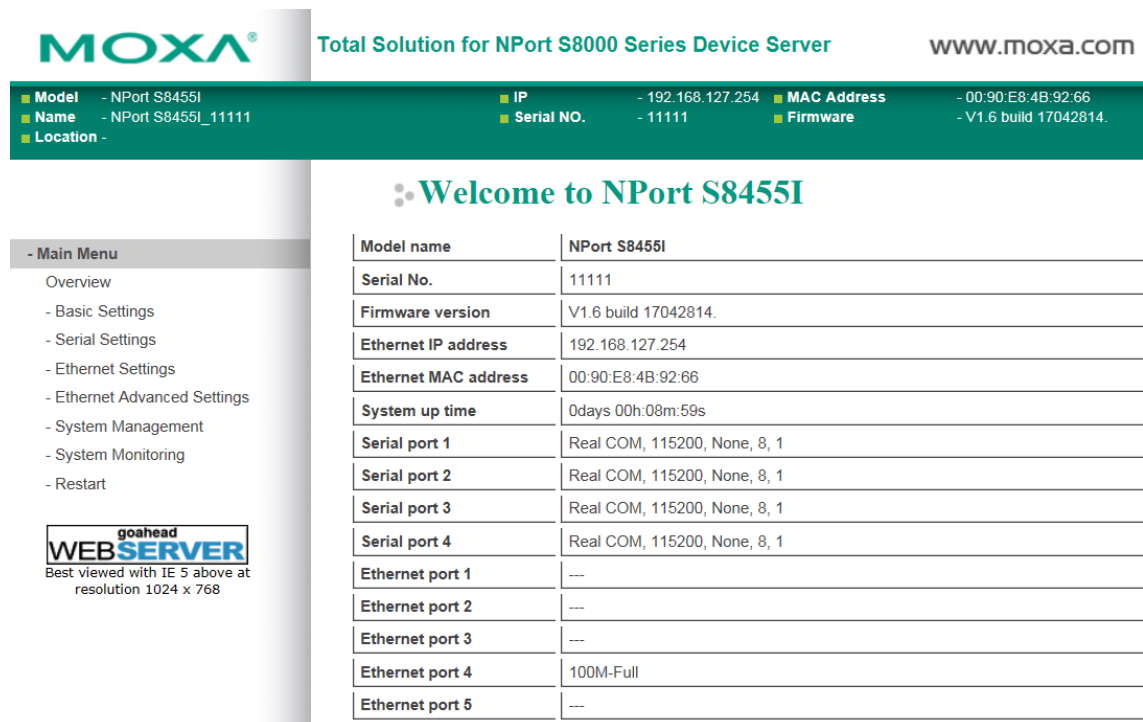 MOXA®
Total Solution for NPort S8000 Series Device Server
www.moxa.com
Model - NPort S8455I IP - 192.168.127.254 MAC Address - 00:90:E8:4B:92:66
Name - NPort S8455I_11111 Serial NO. - 11111 Firmware - V1.6 build 17042814.
Location -
Welcome to NPort S8455I
- Main Menu
Overview
- Basic Settings
- Serial Settings
- Ethernet Settings
- Ethernet Advanced Settings
- System Management
- System Monitoring
- Restart
goahead
WEBSERVER
Best viewed with IE 5 above at
resolution 1024 x 768
Model name NPort S8455I
Serial No. 11111
Firmware version V1.6 build 17042814.
Ethernet IP address 192.168.127.254
Ethernet MAC address 00:90:E8:4B:92:66
System up time 0days 00h:08m:59s
Serial port 1 Real COM, 115200, None, 8, 1
Serial port 2 Real COM, 115200, None, 8, 1
Serial port 3 Real COM, 115200, None, 8, 1
Serial port 4 Real COM, 115200, None, 8, 1
Ethernet port 1 ---
Ethernet port 2 ---
Ethernet port 3 ---
Ethernet port 4 100M-Full
Ethernet port 5 ---